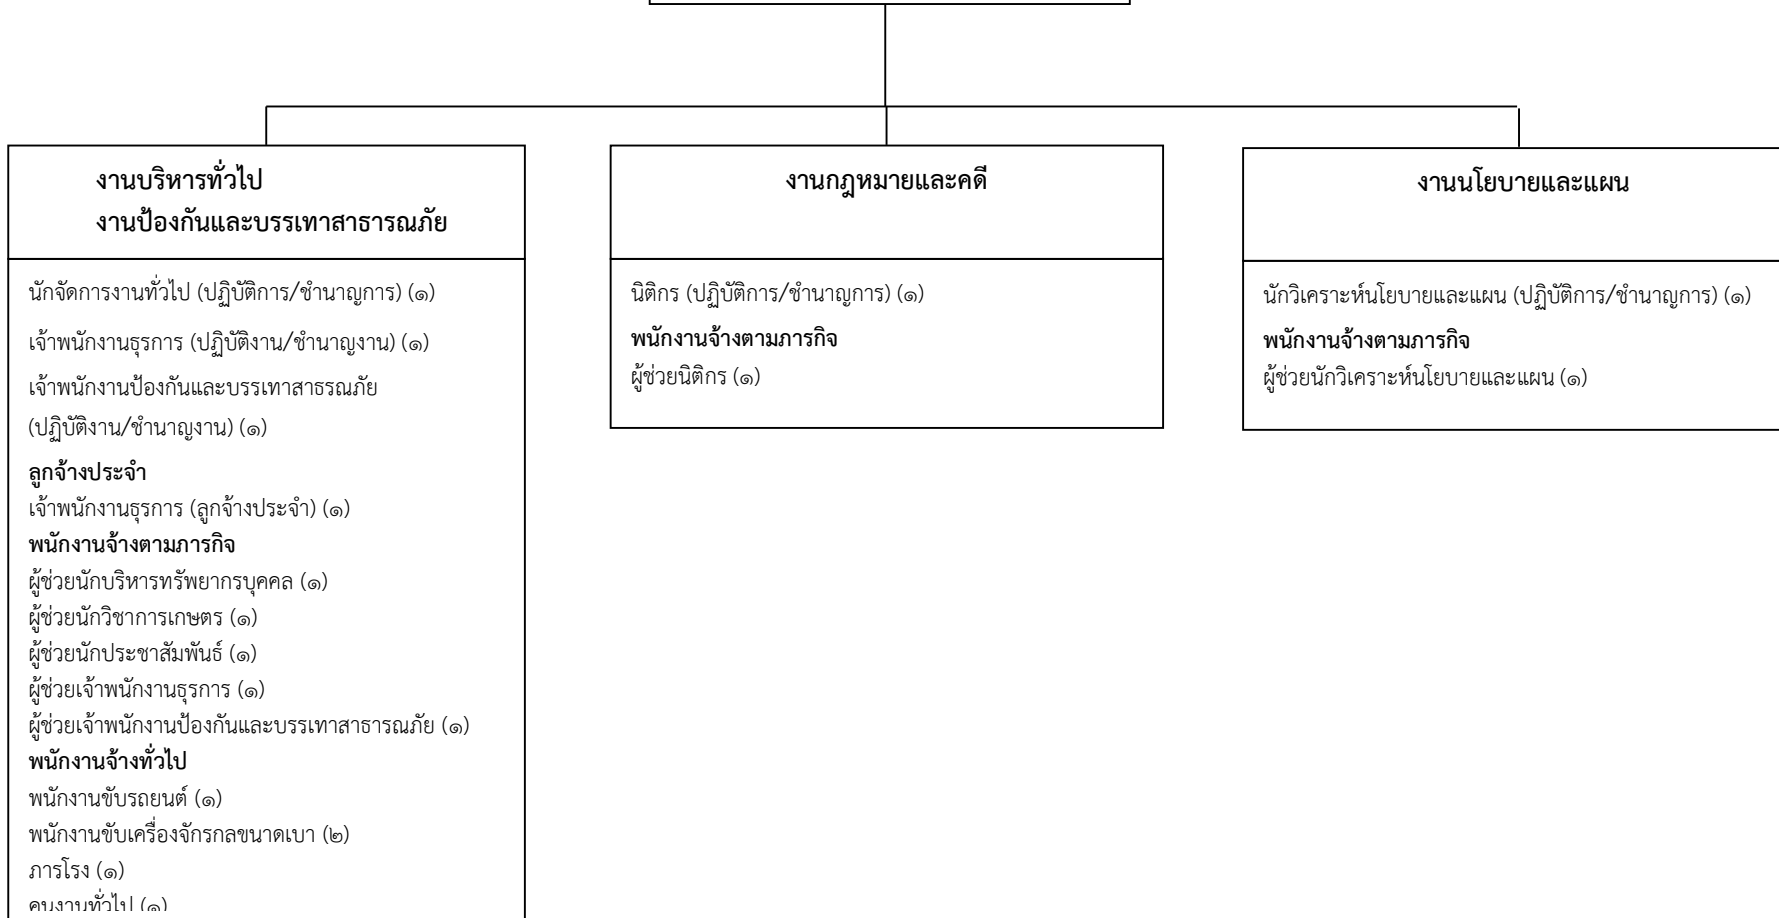 งานบริหารทั่วไป
งานป้องกันและบรรเทาสาธารณภัย
นักจัดการงานทั่วไป (ปฏิบัติการ/ชำนาญการ) (๑)
เจ้าพนักงานธุรการ (ปฏิบัติงาน/ชำนาญงาน) (๑)
เจ้าพนักงานป้องกันและบรรเทาสาธรณภัย
(ปฏิบัติงาน/ชำนาญงาน) (๑)
ลูกจ้างประจำ
เจ้าพนักงานธุรการ (ลูกจ้างประจำ) (๑)
พนักงานจ้างตามภารกิจ
ผู้ช่วยนักบริหารทรัพยากรบุคคล (๑)
ผู้ช่วยนักวิชาการเกษตร (๑)
ผู้ช่วยนักประชาสัมพันธ์ (๑)
ผู้ช่วยเจ้าพนักงานธุรการ (๑)
ผู้ช่วยเจ้าพนักงานป้องกันและบรรเทาสาธารณภัย (๑)
พนักงานจ้างทั่วไป
พนักงานขับรถยนต์ (๑)
พนักงานขับเครื่องจักรกลขนาดเบา (๒)
ภารโรง (๑)
คนงานทั่วไป (๑)
งานกฎหมายและคดี
นิติกร (ปฏิบัติการ/ชำนาญการ) (๑)
พนักงานจ้างตามภารกิจ
ผู้ช่วยนิติกร (๑)
งานนโยบายและแผน
นักวิเคราะห์นโยบายและแผน (ปฏิบัติการ/ชำนาญการ) (๑)
พนักงานจ้างตามภารกิจ
ผู้ช่วยนักวิเคราะห์นโยบายและแผน (๑)